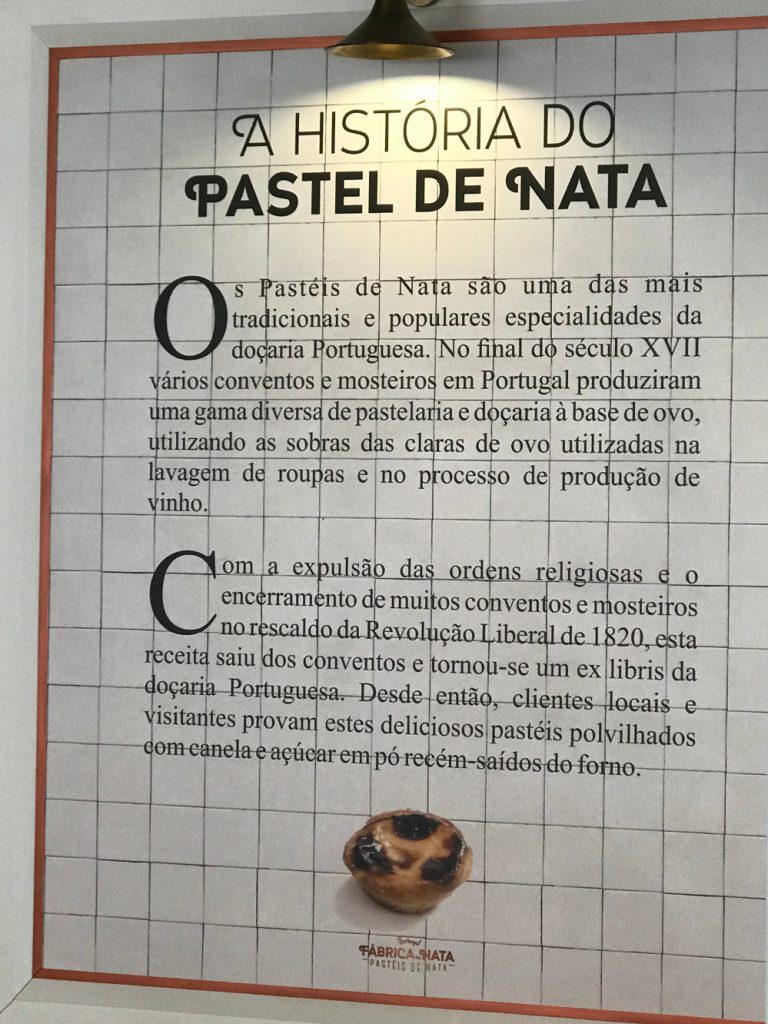 A HISTÓRIA DO
PASTEL DE NATA
Os Pastéis de Nata são uma das mais
tradicionais e populares especialidades da
doçaria Portuguesa. No final do século XVII
vários conventos e mosteiros em Portugal produziram
uma gama diversa de pastelaria e doçaria à base de ovo,
utilizando as sobras das claras de ovo utilizadas na
lavagem de roupas e no processo de produção de
vinho.
Com a expulsão das ordens religiosas e o
encerramento de muitos conventos e mosteiros
no rescaldo da Revolução Liberal de 1820, esta
receita saiu dos conventos e tornou-se um ex libris da
doçaria Portuguesa. Desde então, clientes locais e
visitantes provam estes deliciosos pastéis polvilhados
com canela e açúcar em pó recém-saídos do forno.
Portugal
FÁBRICA DA NATA
PASTÉIS DE NATA